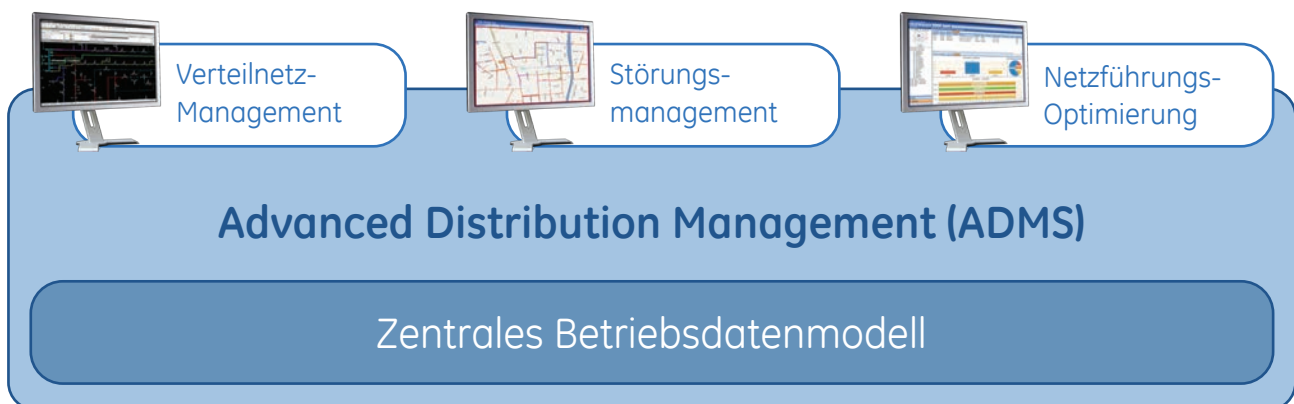 Verteilnetz-
Management
Störungs-
management
Netzführungs-
Optimierung
Advanced Distribution Management (ADMS)
Zentrales Betriebsdatenmodell